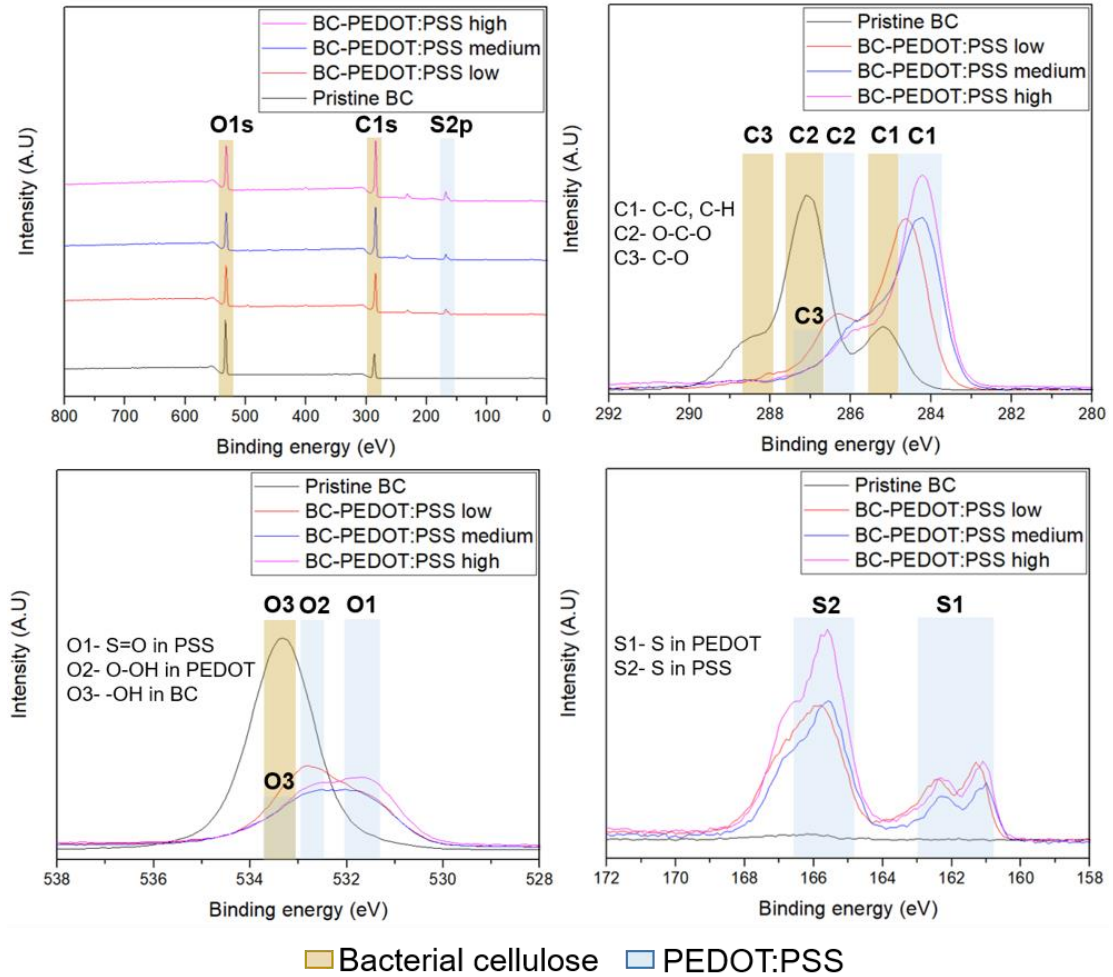 BC-PEDOT:PSS high
BC-PEDOT:PSS medium
BC-PEDOT:PSS low
Pristine BC
O1s
C1s
S2p
Intensity (A.U)
800 700 600 500 400 300 200 100 0
Binding energy (eV)
Pristine BC
BC-PEDOT:PSS low
BC-PEDOT:PSS medium
BC-PEDOT:PSS high
C3 C2 C2 C1 C1
C1- C-C, C-H
C2- O-C-O
C3- C-O
C3
Intensity (A.U)
292 290 288 286 284 282 280
Binding energy (eV)
Pristine BC
BC-PEDOT:PSS low
BC-PEDOT:PSS medium
BC-PEDOT:PSS high
O3 O2 O1
O1- S=O in PSS
O2- O-OH in PEDOT
O3- -OH in BC
O3
Intensity (A.U)
538 536 534 532 530 528
Binding energy (eV)
Pristine BC
BC-PEDOT:PSS low
BC-PEDOT:PSS medium
BC-PEDOT:PSS high
S2 S1
S1- S in PEDOT
S2- S in PSS
Intensity (A.U)
172 170 168 166 164 162 160 158
Binding energy (eV)
Bacterial cellulose PEDOT:PSS